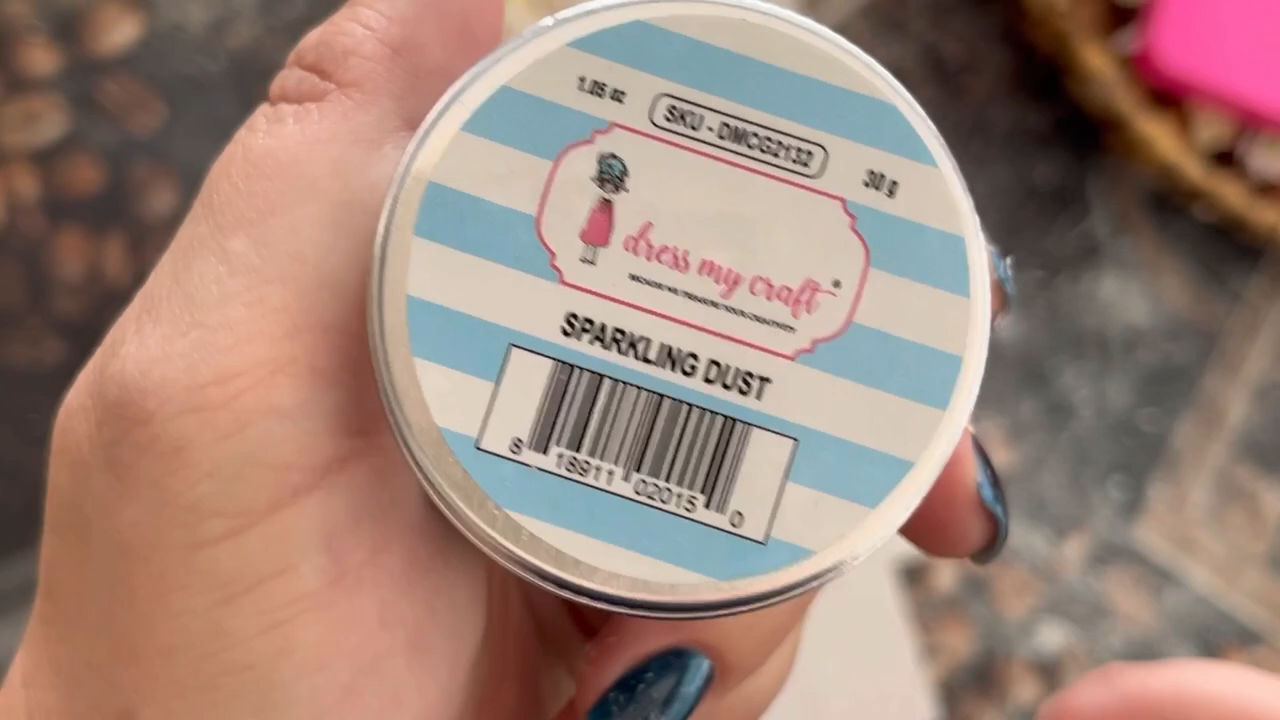 1.05 oz
SKU - DMCG2132
30 g
dress my craft
SPARKLING DUST
8 18911 02015 0